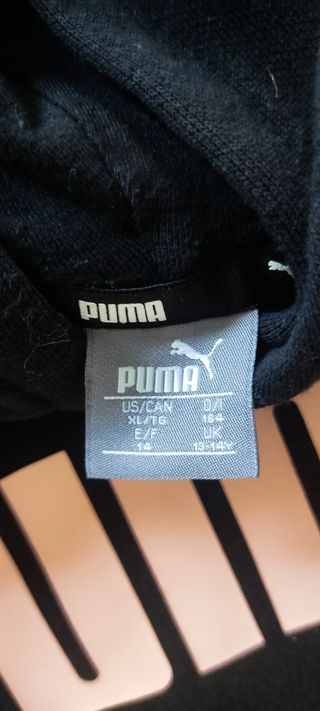 PUMA
PUMA
US/CAN D/I
XL/TG 164
E/F UK
14 13-14Y